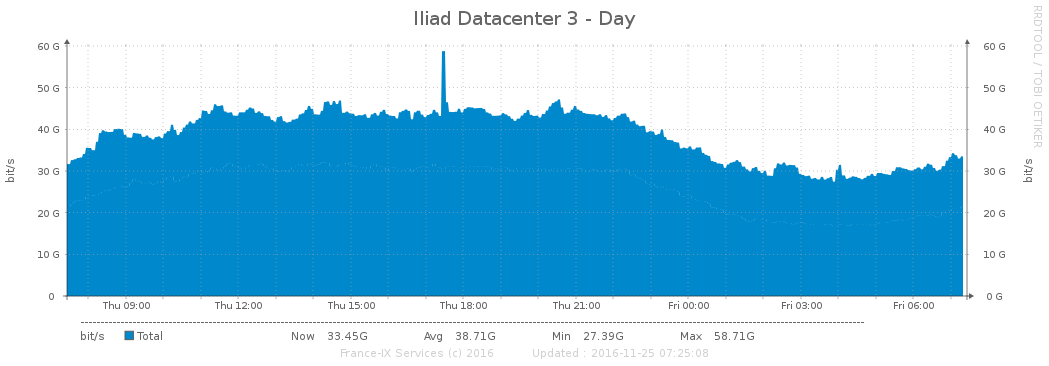 Iliad Datacenter 3 - Day
RRDTOOL / TOBI OETIKER
60 G 60 G
50 G 50 G
40 G 40 G
30 G 30 G
20 G 20 G
10 G 10 G
0 0 G
bit/s bit/s
Thu 09:00 Thu 12:00 Thu 15:00 Thu 18:00 Thu 21:00 Fri 00:00 Fri 03:00 Fri 06:00
bit/s Total Now 33.45G Avg 38.71G Min 27.39G Max 58.71G
France-IX Services (c) 2016 Updated : 2016-11-25 07:25:08